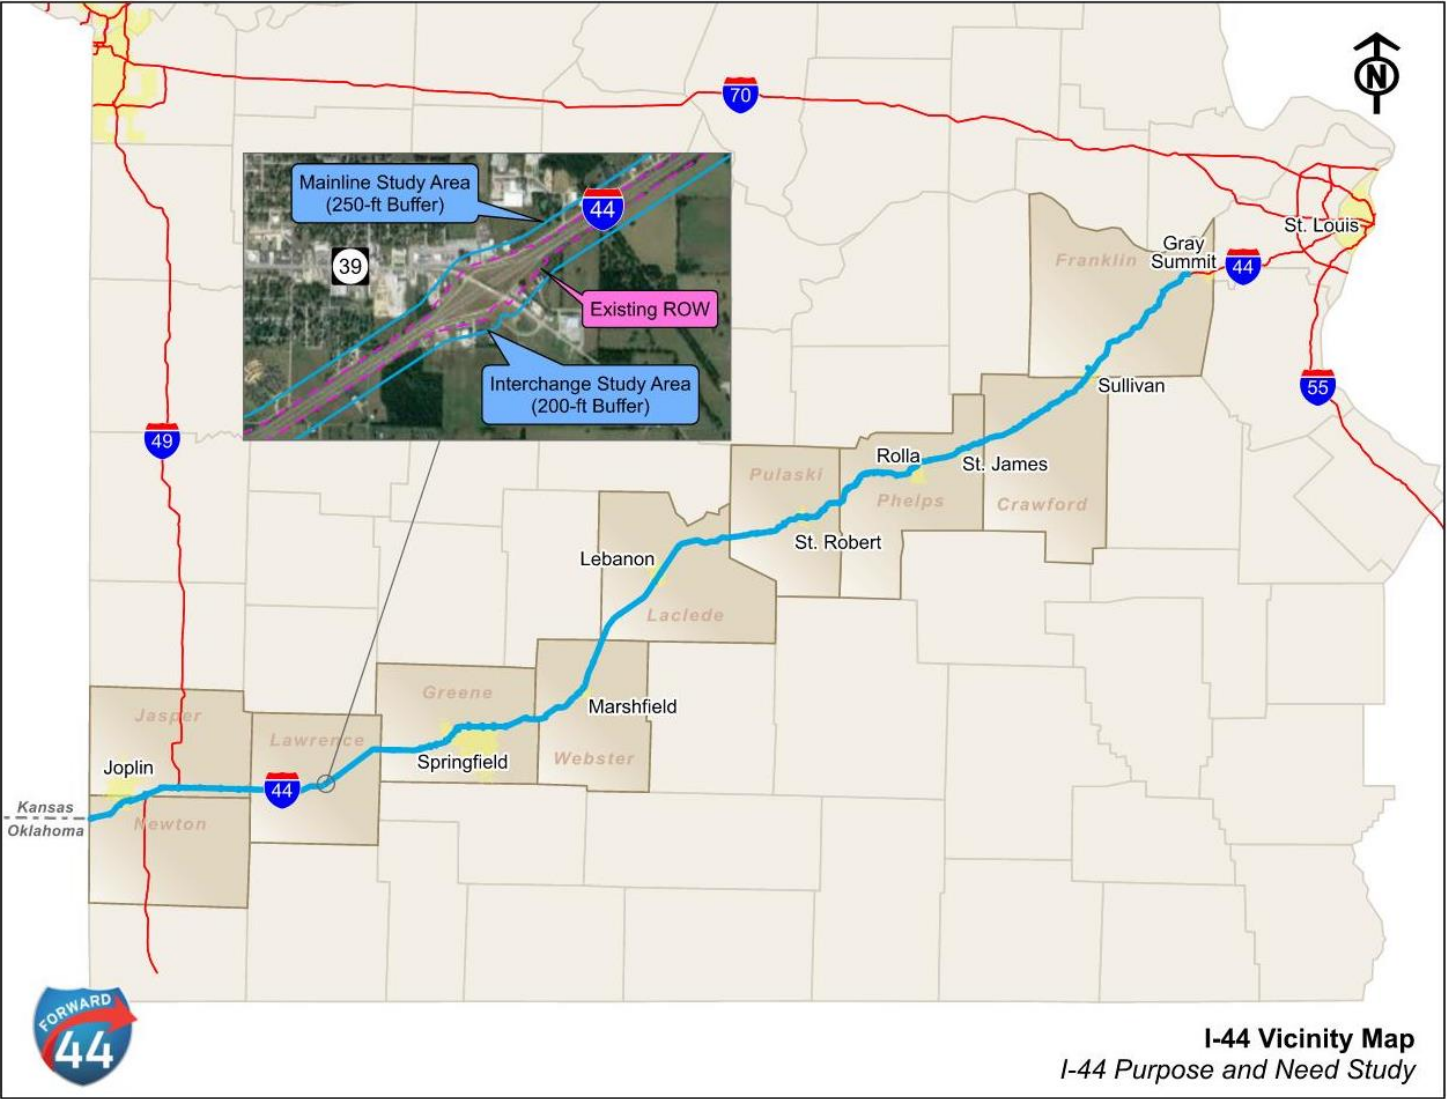 70
Mainline Study Area
(250-ft Buffer)
44
39
Existing ROW
Interchange Study Area
(200-ft Buffer)
St. Louis
Gray
Summit
44
Franklin
55
Sullivan
49
Rolla
St. James
Pulaski
Phelps
Crawford
St. Robert
Lebanon
Laclede
Greene
Marshfield
Jasper
Lawrence
Webster
Springfield
Joplin
44
Kansas
Oklahoma
Newton
FORWARD
44
I-44 Vicinity Map
I-44 Purpose and Need Study
N